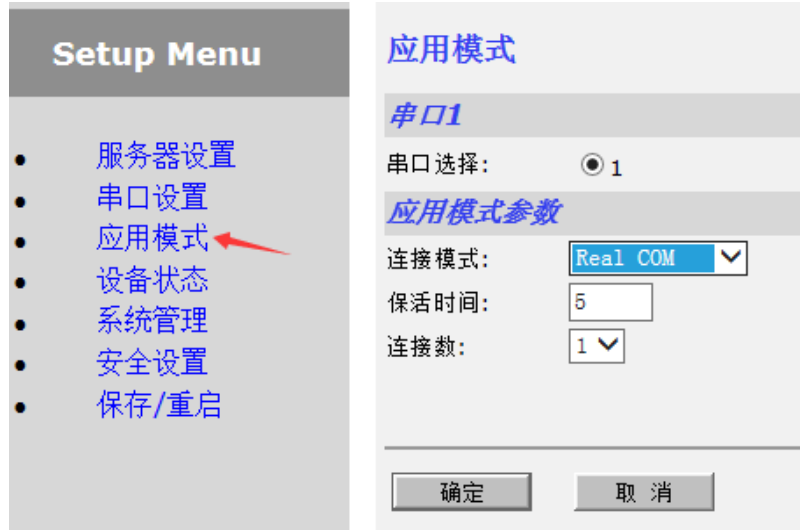 Setup Menu
服务器设置
串口设置
应用模式
设备状态
系统管理
安全设置
保存/重启
应用模式
串口1
串口选择: 1
应用模式参数
连接模式: Real COM
保活时间: 5
连接数: 1
确定 取 消